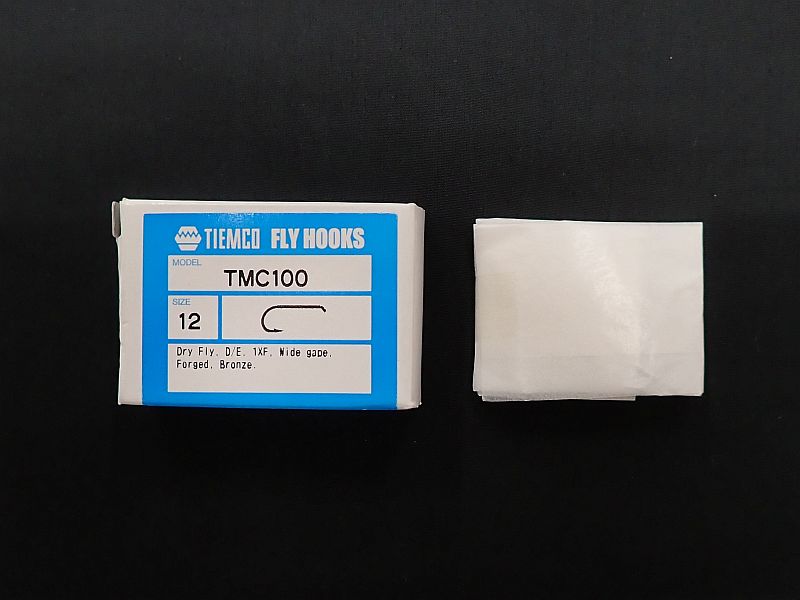 TIEMCO FLY HOOKS
MODEL
TMC100
SIZE
12
Dry Fly, D/E, 1XF, Wide gape,
Forged, Bronze.